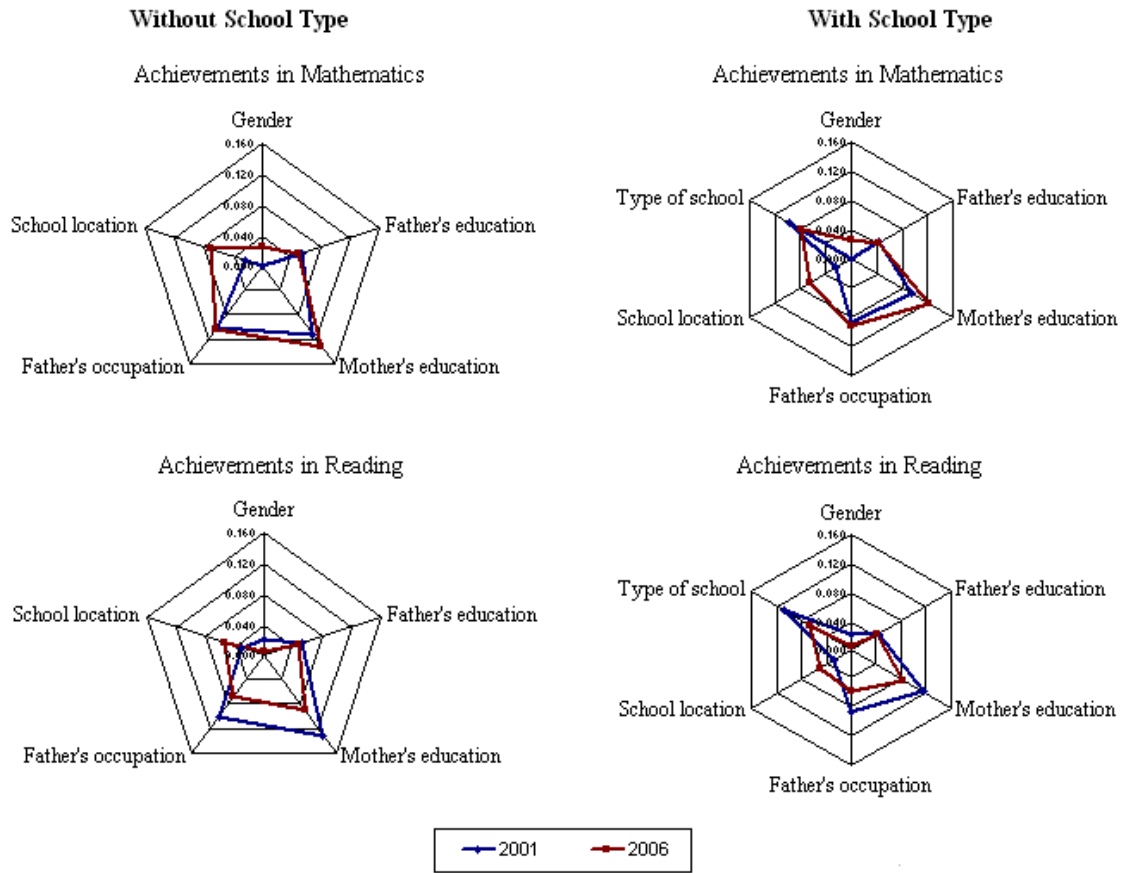 Without School Type
With School Type
Achievements in Mathematics
Gender
0.160
0.120
0.080
0.040
0.000
School location
Father's education
Father's occupation
Mother's education
Achievements in Mathematics
Gender
0.160
0.120
0.080
0.040
0.000
Type of school
Father's education
School location
Mother's education
Father's occupation
Achievements in Reading
Gender
0.160
0.120
0.080
0.040
0.000
School location
Father's education
Father's occupation
Mother's education
Achievements in Reading
Gender
0.160
0.120
0.080
0.040
0.000
Type of school
Father's education
School location
Mother's education
Father's occupation
2001
2006